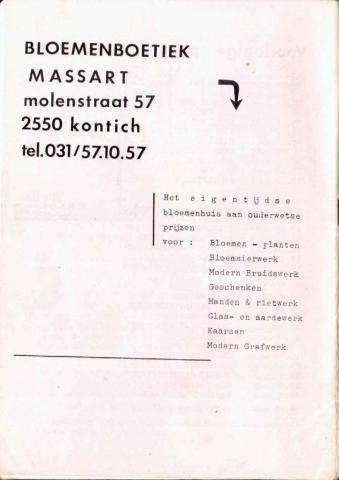 BLOEMENBOETIEK
MASSART
molenstraat 57
2550 kontich
tel.031/57.10.57
Het eigentijdse
bloemenhuis aan ouderwetse
prijzen
voor : Bloemen - planten
Bloemsierwerk
Modern Bruidswerk
Geschenken
Manden & rietwerk
Glas- en aardewerk
Kaarsen
Modern Grafwerk